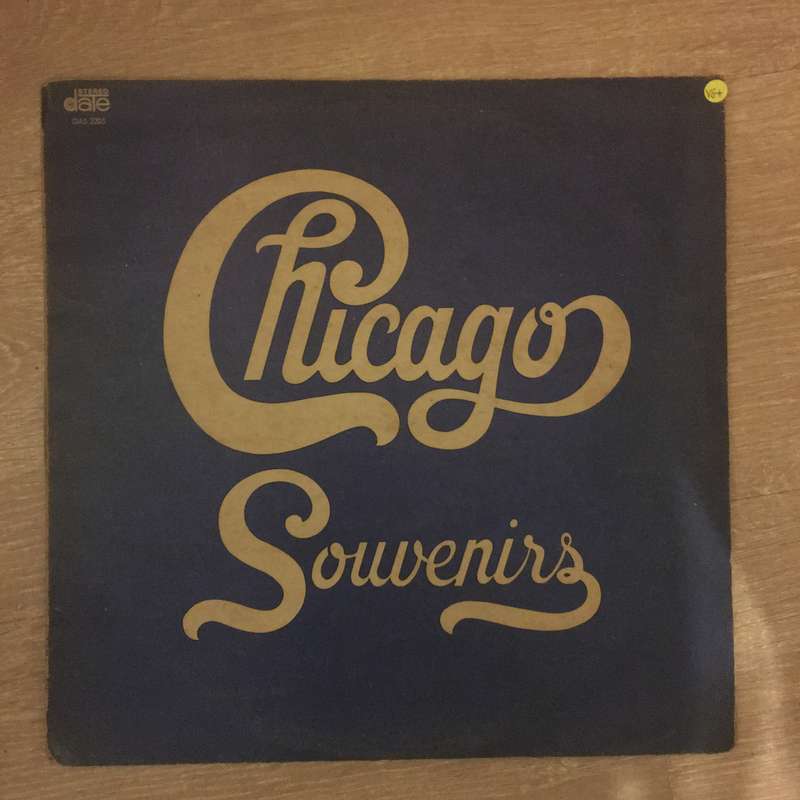 STEREO
date
VG+
Chicago
Souvenirs